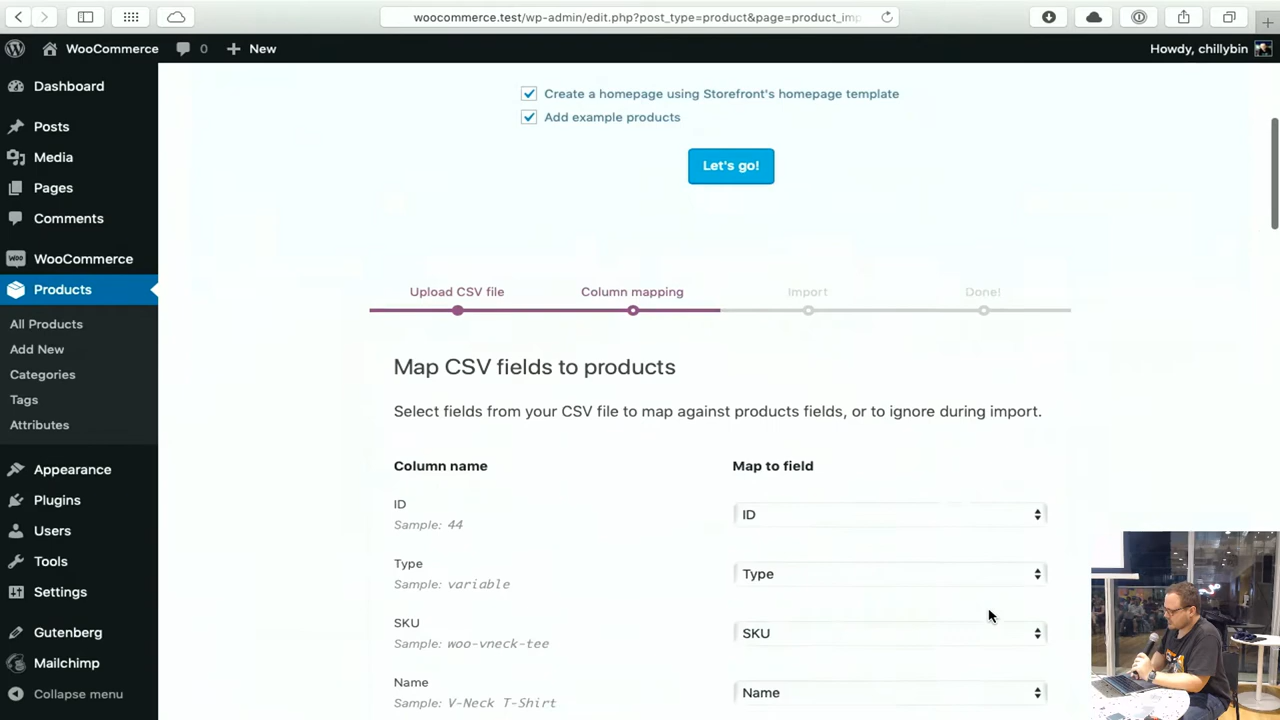 woocommerce.test/wp-admin/edit.php?post_type=product&page=product_im
WooCommerce
0
New
Howdy, chillybin
Dashboard
Posts
Media
Pages
Comments
WooCommerce
Products
All Products
Add New
Categories
Tags
Attributes
Appearance
Plugins
Users
Tools
Settings
Gutenberg
Mailchimp
Collapse menu
Create a homepage using Storefront's homepage template
Add example products
Let's go!
Upload CSV file
Column mapping
Import
Done!
Map CSV fields to products
Select fields from your CSV file to map against products fields, or to ignore during import.
Column name
Map to field
ID
Sample: 44
ID
Type
Sample: variable
Type
SKU
Sample: woo-vneck-tee
SKU
Name
Sample: V-Neck T-Shirt
Name